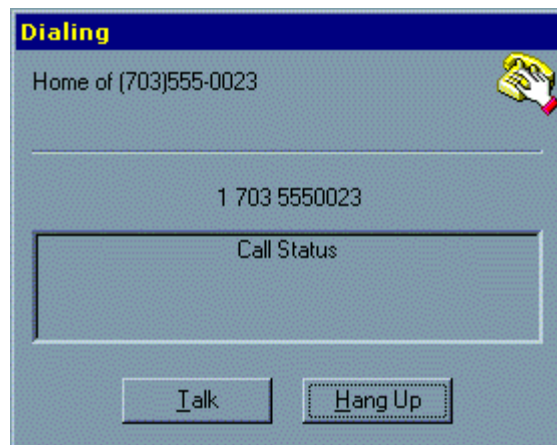 Dialing
Home of (703)555-0023
1 703 5550023
Call Status
Talk
Hang Up